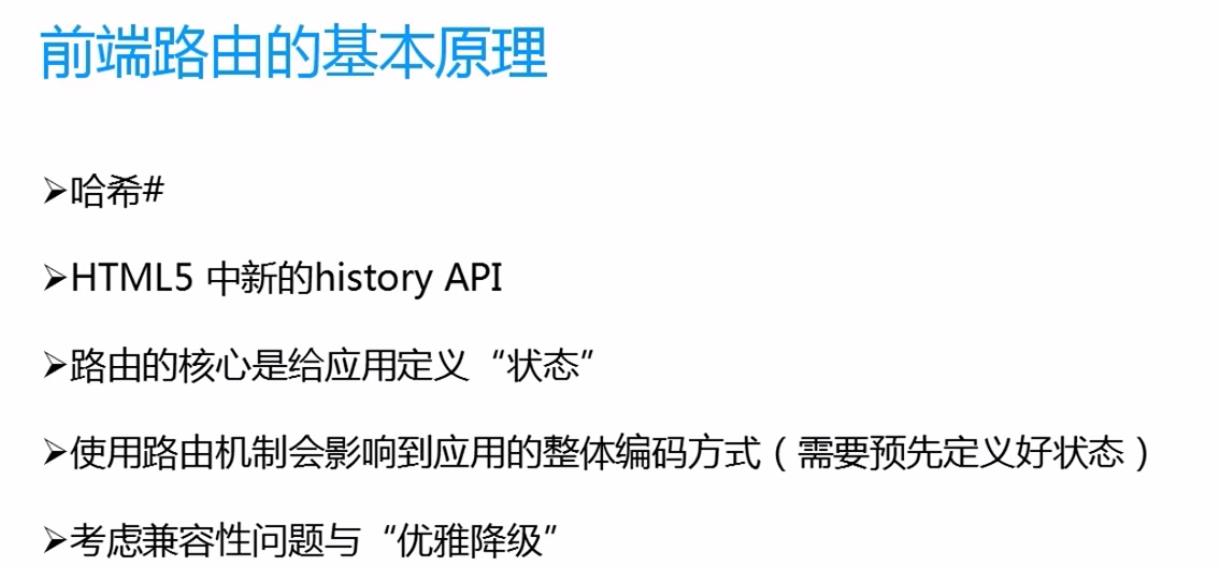 前端路由的基本原理
➢哈希#
➢HTML5 中新的history API
➢路由的核心是给应用定义“状态”
➢使用路由机制会影响到应用的整体编码方式（需要预先定义好状态）
➢考虑兼容性问题与“优雅降级”